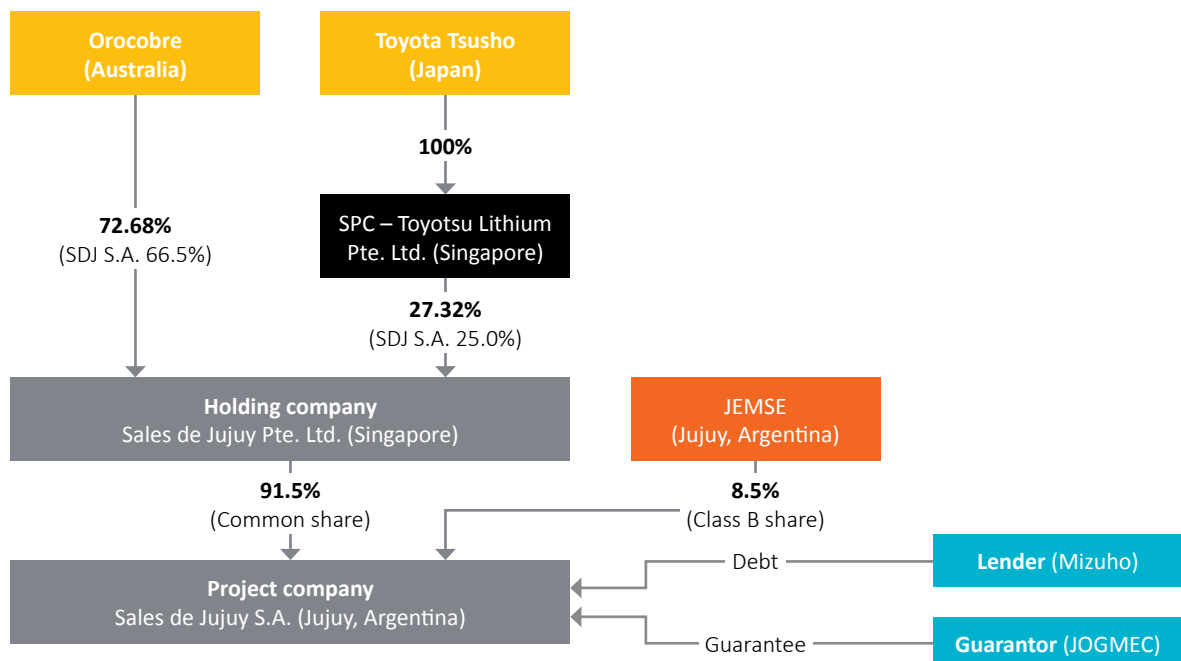 Orocobre
(Australia)
Toyota Tsusho
(Japan)
100%
72.68%
(SDJ S.A. 66.5%)
SPC – Toyotsu Lithium
Pte. Ltd. (Singapore)
27.32%
(SDJ S.A. 25.0%)
Holding company
Sales de Jujuy Pte. Ltd. (Singapore)
JEMSE
(Jujuy, Argentina)
91.5%
(Common share)
8.5%
(Class B share)
Project company
Sales de Jujuy S.A. (Jujuy, Argentina)
Debt
Lender (Mizuho)
Guarantee
Guarantor (JOGMEC)